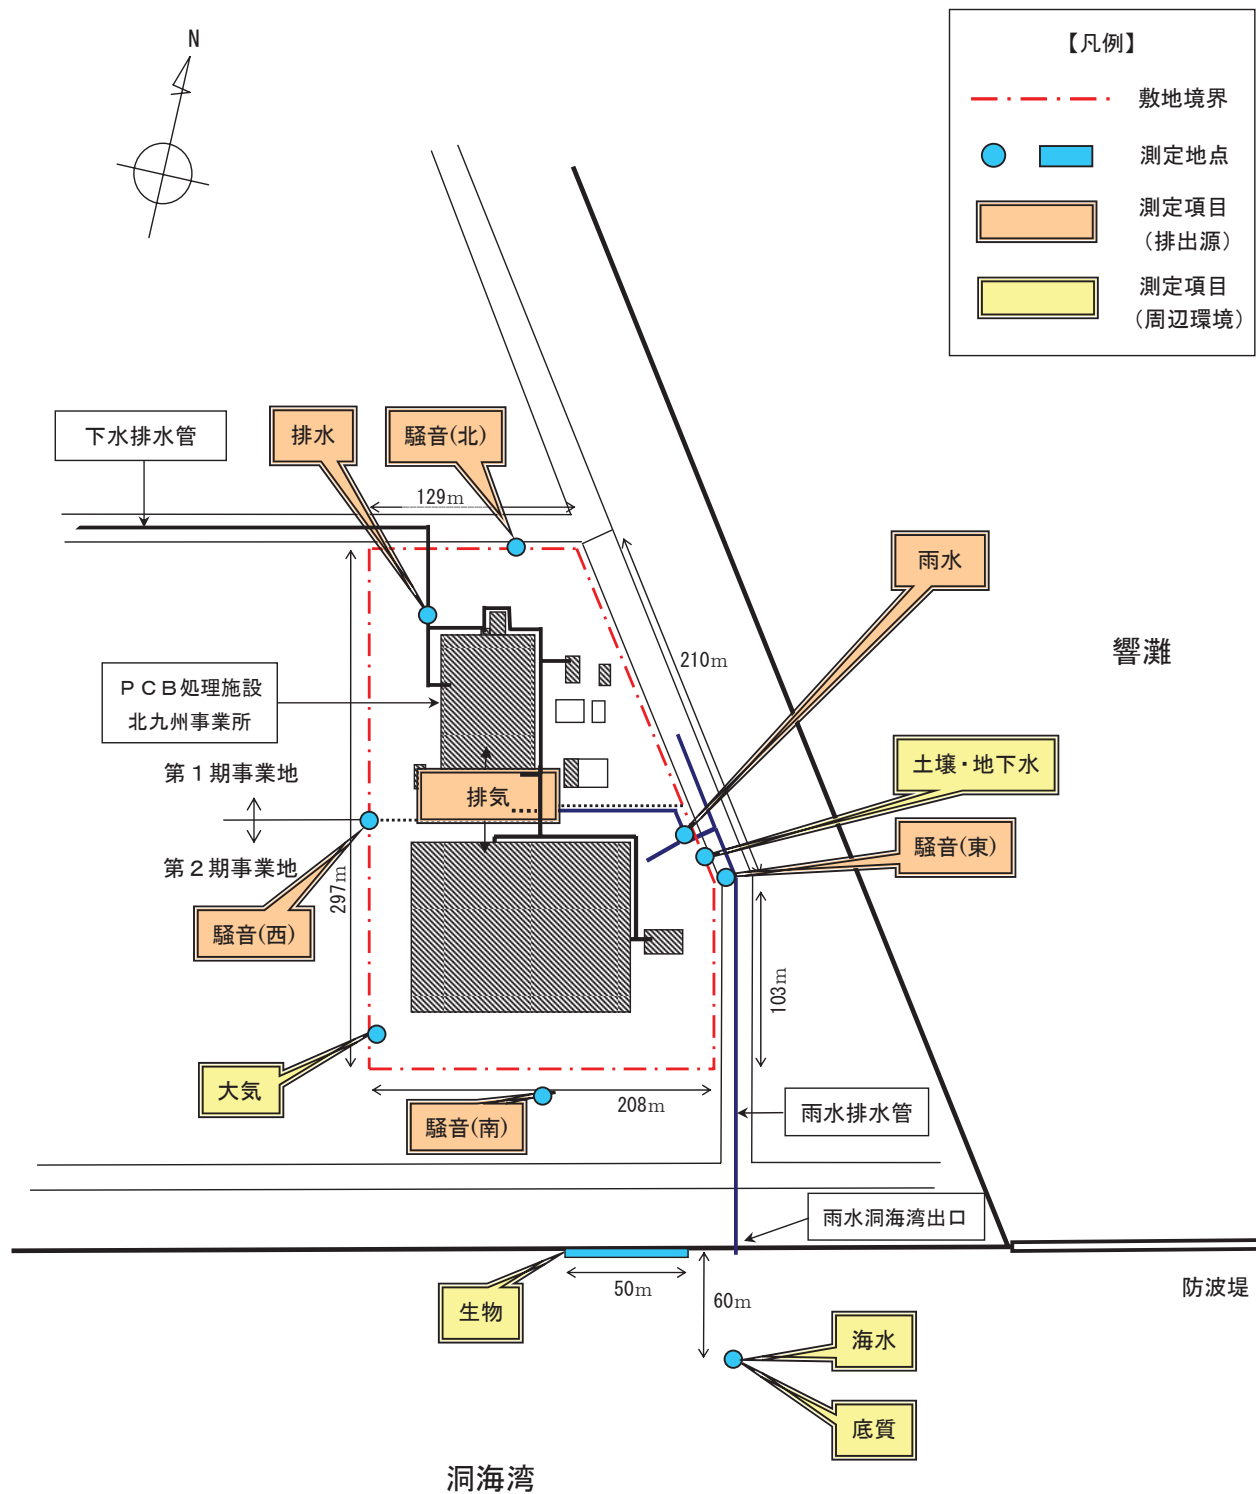 N
【凡例】
敷地境界
測定地点
測定項目
（排出源）
測定項目
（周辺環境）
下水排水管
排水
騒音(北)
129m
雨水
響灘
210m
ＰＣＢ処理施設
北九州事業所
第１期事業地
排気
土壌・地下水
騒音(東)
第２期事業地
297m
騒音(西)
103m
大気
208m
騒音(南)
雨水排水管
雨水洞海湾出口
50m
60m
防波堤
生物
海水
底質
洞海湾